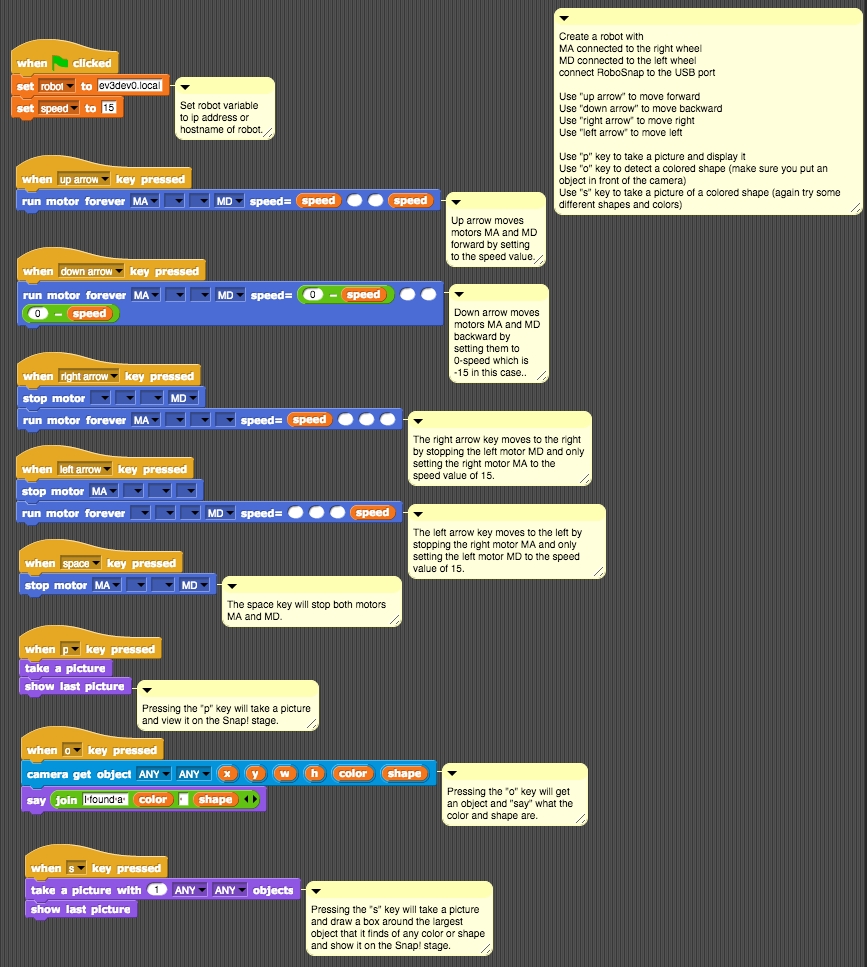 Create a robot with
MA connected to the right wheel
MD connected to the left wheel
connect RoboSnap to the USB port
Use "up arrow" to move forward
Use "down arrow" to move backward
Use "right arrow" to move right
Use "left arrow" to move left
Use "p" key to take a picture and display it
Use "o" key to detect a colored shape (make sure you put an
object in front of the camera)
Use "s" key to take a picture of a colored shape (again try some
different shapes and colors)
when clicked
set robot to ev3dev0.local
set speed to 15
Set robot variable
to ip address or
hostname of robot.
when up arrow key pressed
run motor forever MA MD speed= speed speed
Up arrow moves
motors MA and MD
forward by setting
to the speed value.
when down arrow key pressed
run motor forever MA MD speed= 0 - speed
0 - speed
Down arrow moves
motors MA and MD
backward by
setting them to
0-speed which is
-15 in this case..
when right arrow key pressed
stop motor MD
run motor forever MA speed= speed
The right arrow key moves to the right
by stopping the left motor MD and only
setting the right motor MA to the
speed value of 15.
when left arrow key pressed
stop motor MA
run motor forever MD speed= speed
The left arrow key moves to the left by
stopping the right motor MA and only
setting the left motor MD to the speed
value of 15.
when space key pressed
stop motor MA MD
The space key will stop both motors
MA and MD.
when p key pressed
take a picture
show last picture
Pressing the "p" key will take a picture
and view it on the Snap! stage.
when o key pressed
camera get object ANY ANY x y w h color shape
say join I·found·a· color · shape
Pressing the "o" key will get
an object and "say" what the
color and shape are.
when s key pressed
take a picture with 1 ANY ANY objects
show last picture
Pressing the "s" key will take a picture
and draw a box around the largest
object that it finds of any color or shape
and show it on the Snap! stage.